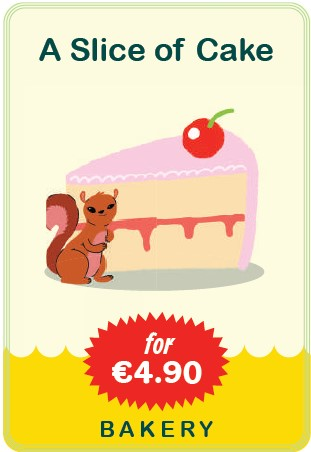 A Slice of Cake
for
€4.90
BAKERY